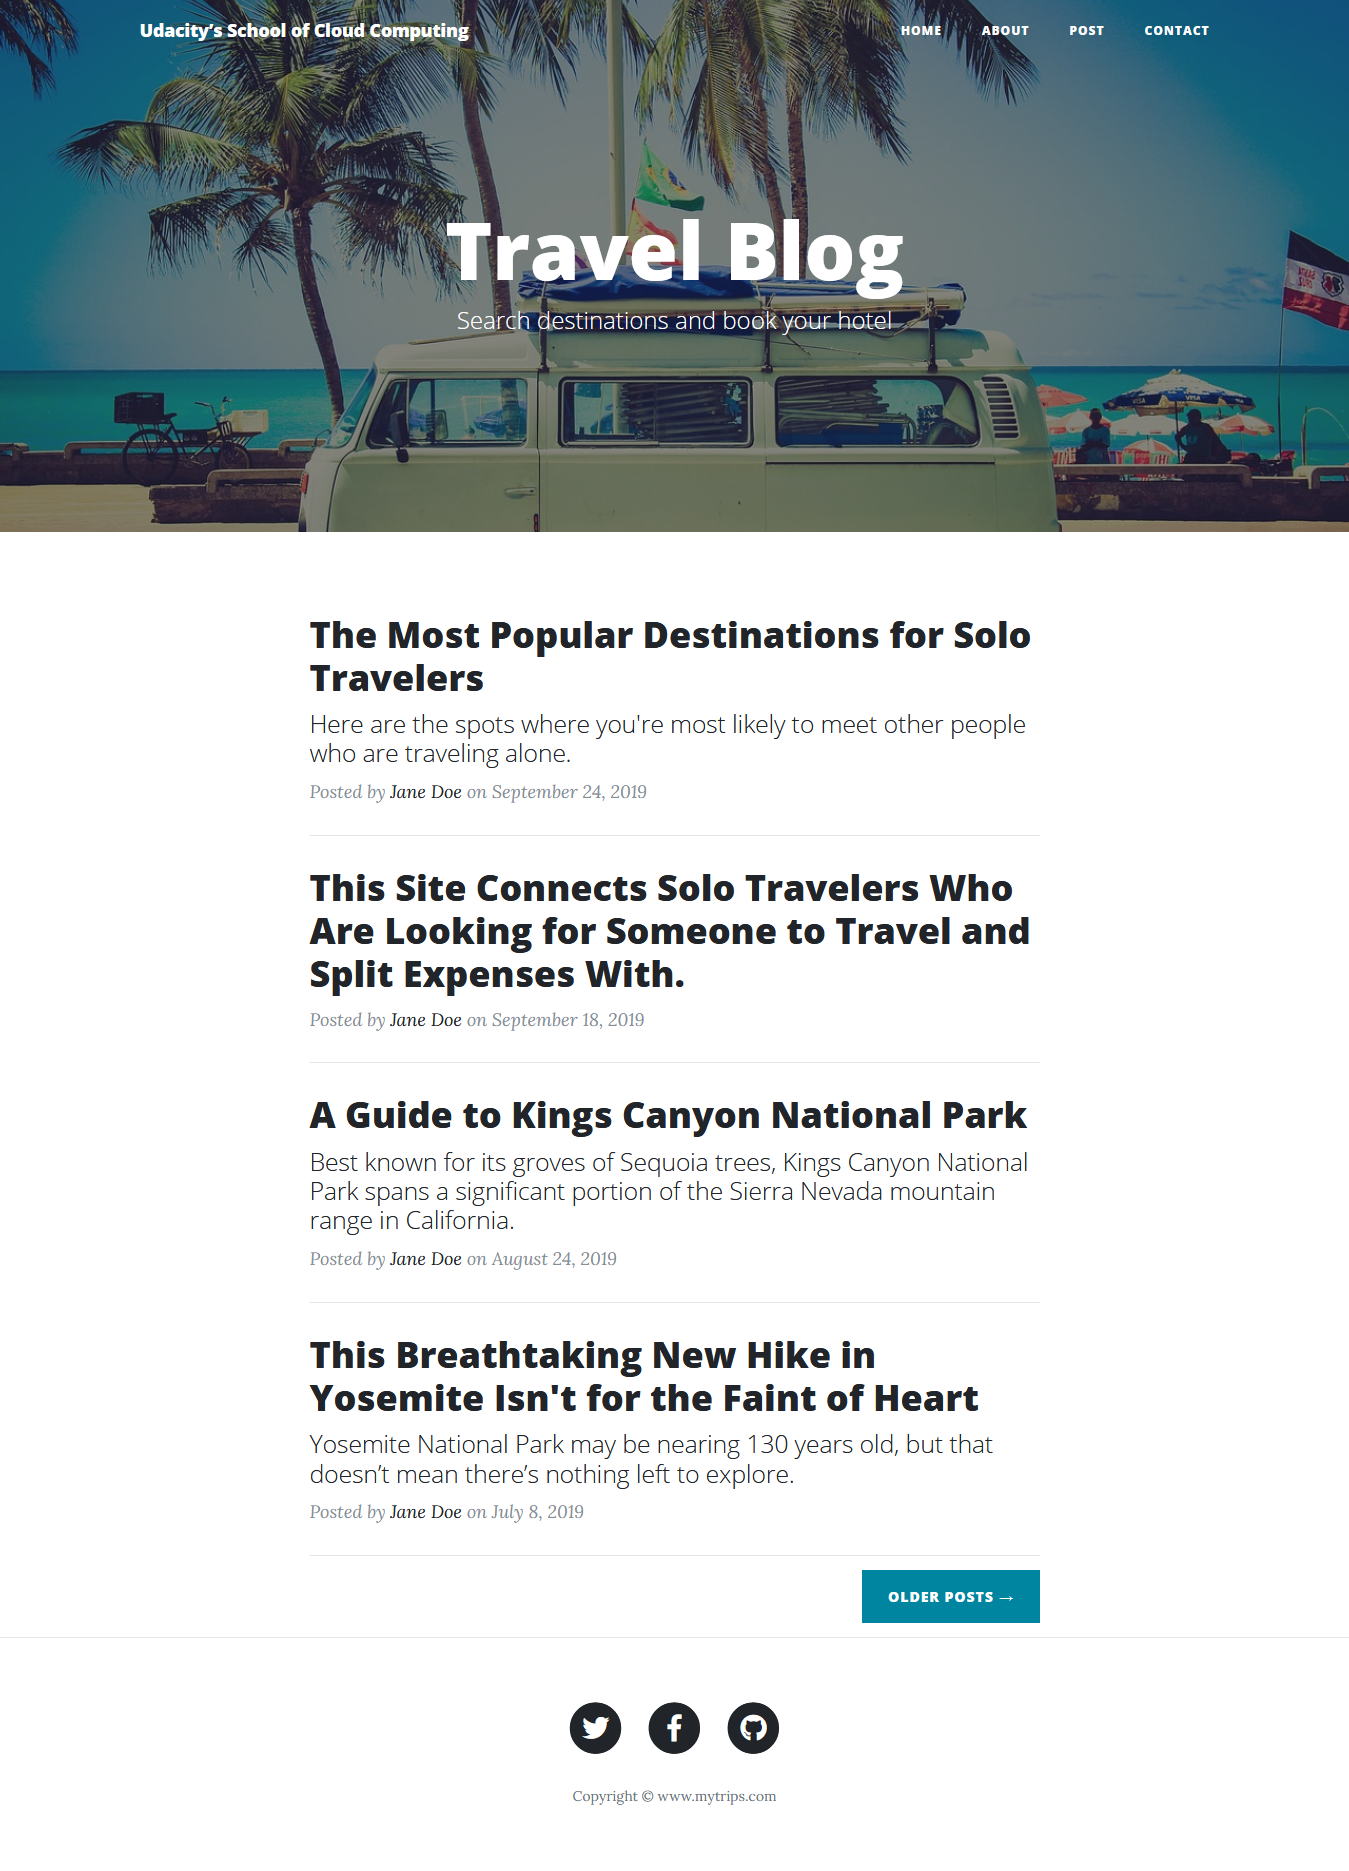 Udacity’s School of Cloud Computing
HOME ABOUT POST CONTACT
Travel Blog
Search destinations and book your hotel
VISA
VISA
The Most Popular Destinations for Solo
Travelers
Here are the spots where you're most likely to meet other people
who are traveling alone.
Posted by Jane Doe on September 24, 2019
This Site Connects Solo Travelers Who
Are Looking for Someone to Travel and
Split Expenses With.
Posted by Jane Doe on September 18, 2019
A Guide to Kings Canyon National Park
Best known for its groves of Sequoia trees, Kings Canyon National
Park spans a significant portion of the Sierra Nevada mountain
range in California.
Posted by Jane Doe on August 24, 2019
This Breathtaking New Hike in
Yosemite Isn't for the Faint of Heart
Yosemite National Park may be nearing 130 years old, but that
doesn’t mean there’s nothing left to explore.
Posted by Jane Doe on July 8, 2019
OLDER POSTS →
Copyright © www.mytrips.com